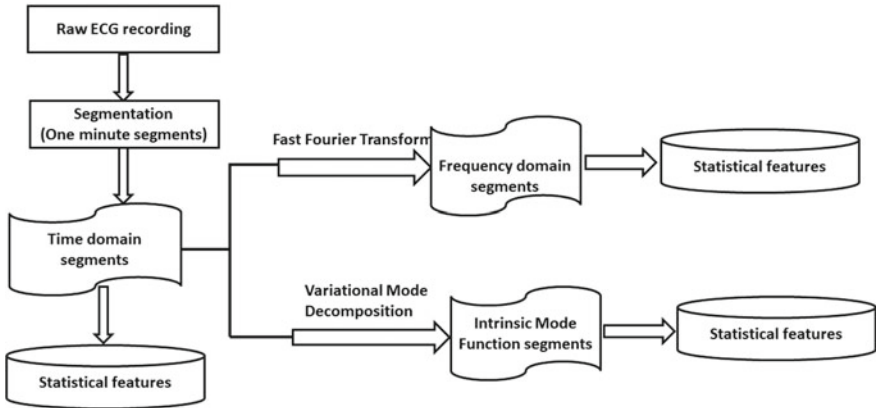 Raw ECG recording
Segmentation
(One minute segments)
Fast Fourier Transform
Frequency domain
segments
Statistical features
Time domain
segments
Variational Mode
Decomposition
Intrinsic Mode
Function segments
Statistical features
Statistical features